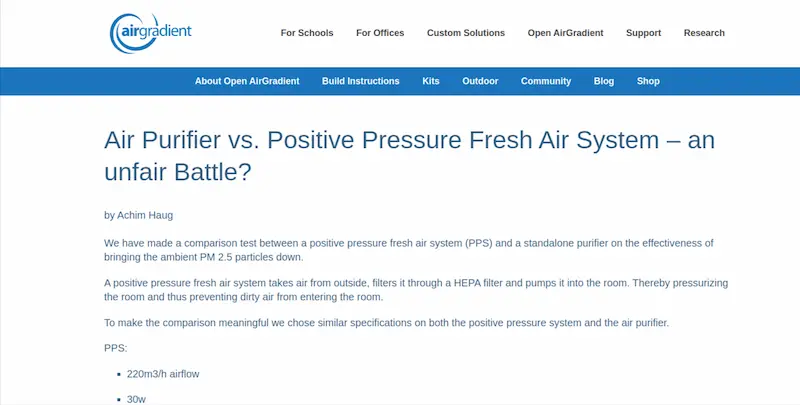 airgradient
For Schools For Offices Custom Solutions Open AirGradient Support Research
About Open AirGradient Build Instructions Kits Outdoor Community Blog Shop
Air Purifier vs. Positive Pressure Fresh Air System – an
unfair Battle?
by Achim Haug
We have made a comparison test between a positive pressure fresh air system (PPS) and a standalone purifier on the effectiveness of
bringing the ambient PM 2.5 particles down.
A positive pressure fresh air system takes air from outside, filters it through a HEPA filter and pumps it into the room. Thereby pressurizing
the room and thus preventing dirty air from entering the room.
To make the comparison meaningful we chose similar specifications on both the positive pressure system and the air purifier.
PPS:
220m3/h airflow
30w